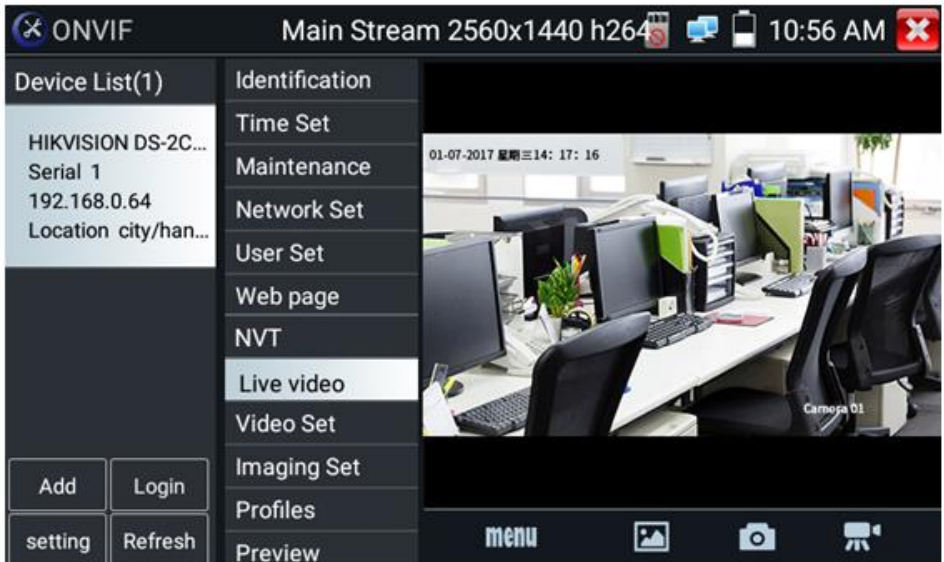 ONVIF
Main Stream 2560x1440 h264
10:56 AM
Device List(1)
HIKVISION DS-2C...
Serial 1
192.168.0.64
Location city/han...
Add
Login
setting
Refresh
Identification
Time Set
Maintenance
Network Set
User Set
Web page
NVT
Live video
Video Set
Imaging Set
Profiles
Preview
01-07-2017 星期三14: 17: 16
Camera 01
menu